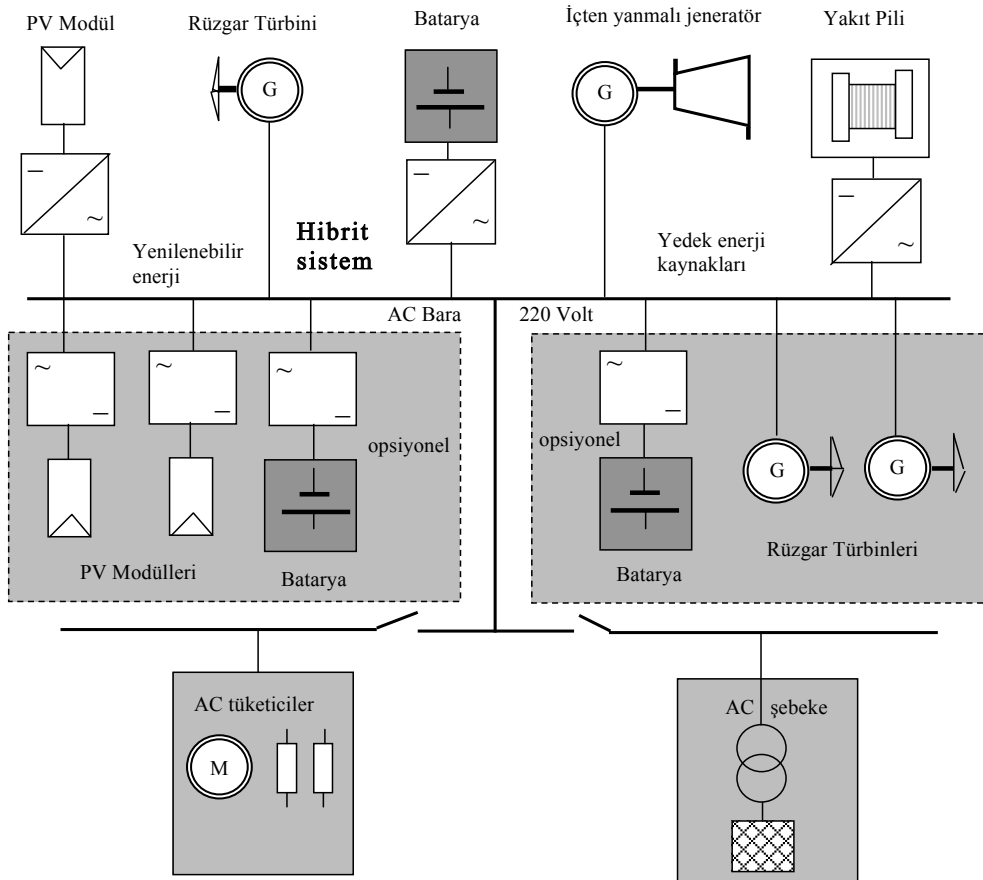 PV Modül
Rüzgar Türbini
Batarya
İçten yanmalı jeneratör
Yakıt Pili
G
G
Hibrit
sistem
Yenilenebilir
enerji
Yedek enerji
kaynakları
AC Bara
220 Volt
opsiyonel
opsiyonel
G
G
PV Modülleri
Batarya
Batarya
Rüzgar Türbinleri
AC tüketiciler
M
AC şebeke